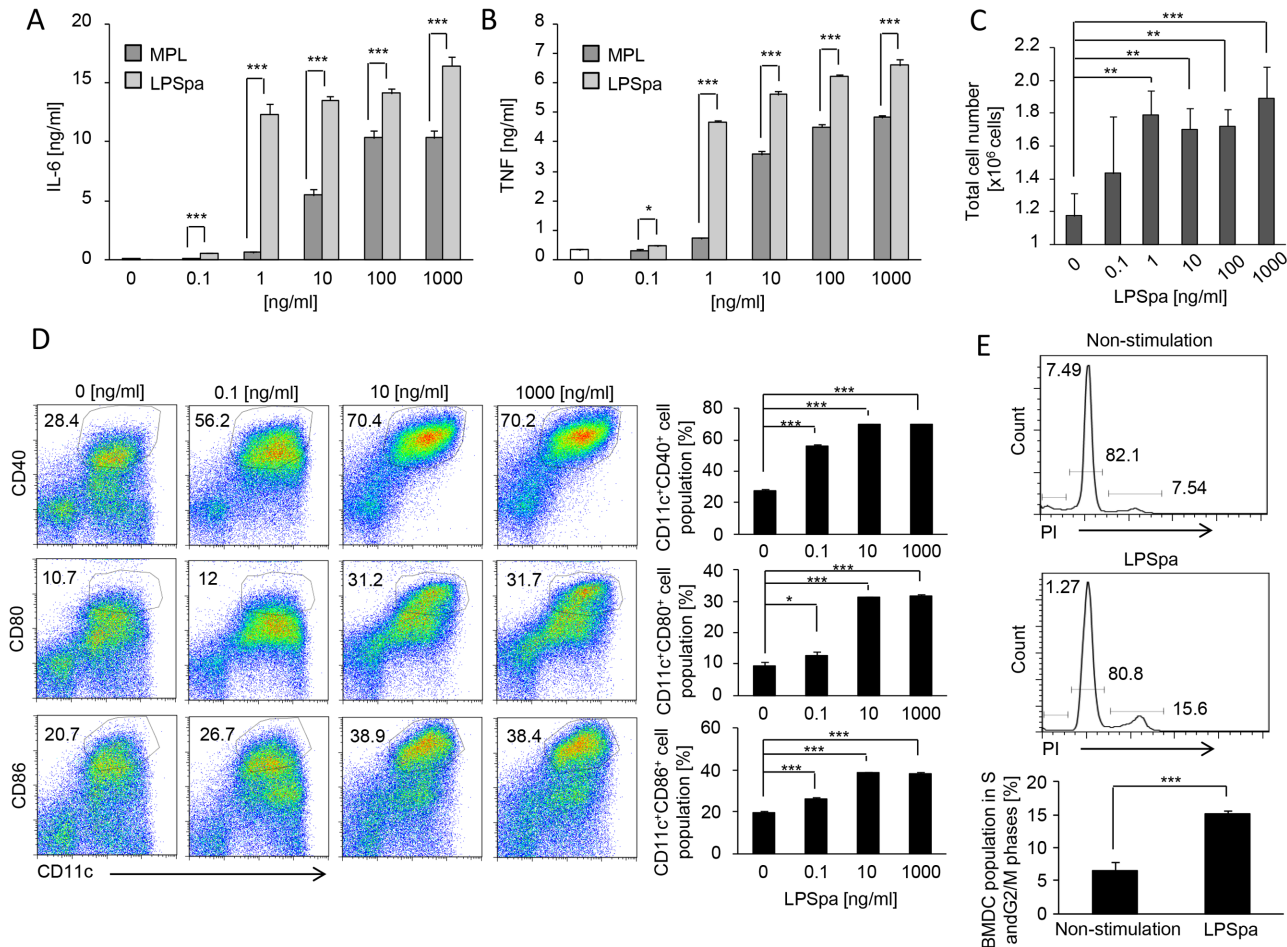 A
20
15
10
5
0
IL-6 [ng/ml]
MPL
LPSpa
***
***
***
***
***
0 0.1 1 10 100 1000
[ng/ml]
B
8
7
6
5
4
3
2
1
0
TNF [ng/ml]
MPL
LPSpa
*
***
***
***
***
0 0.1 1 10 100 1000
[ng/ml]
C
***
**
**
**
2.2
2
1.8
1.6
1.4
1.2
1
Total cell number
[x10⁶ cells]
0 0.1 1 10 100 1000
LPSpa [ng/ml]
D
0 [ng/ml] 0.1 [ng/ml] 10 [ng/ml] 1000 [ng/ml]
CD40
28.4 56.2 70.4 70.2
CD80
10.7 12 31.2 31.7
CD86
20.7 26.7 38.9 38.4
CD11c
CD11c⁺CD40⁺ cell
population [%]
80
60
40
20
0
***
***
***
0 0.1 10 1000
CD11c⁺CD80⁺ cell
population [%]
40
30
20
10
0
***
***
*
0 0.1 10 1000
CD11c⁺CD86⁺ cell
population [%]
60
40
20
0
***
***
***
0 0.1 10 1000
LPSpa [ng/ml]
E
Non-stimulation
7.49
82.1
7.54
Count
PI
LPSpa
1.27
80.8
15.6
Count
PI
BMDC population in S
andG2/M phases [%]
20
15
10
5
0
***
Non-stimulation LPSpa